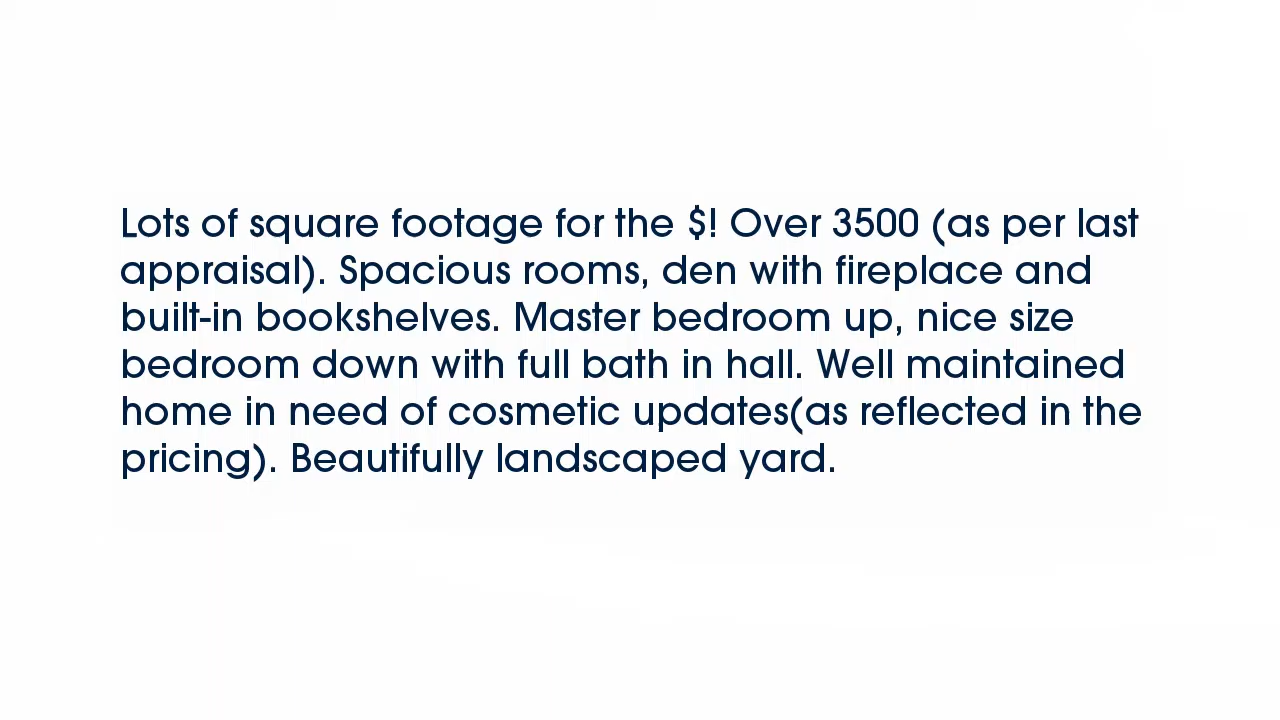 Lots of square footage for the $! Over 3500 (as per last
appraisal). Spacious rooms, den with fireplace and
built-in bookshelves. Master bedroom up, nice size
bedroom down with full bath in hall. Well maintained
home in need of cosmetic updates(as reflected in the
pricing). Beautifully landscaped yard.